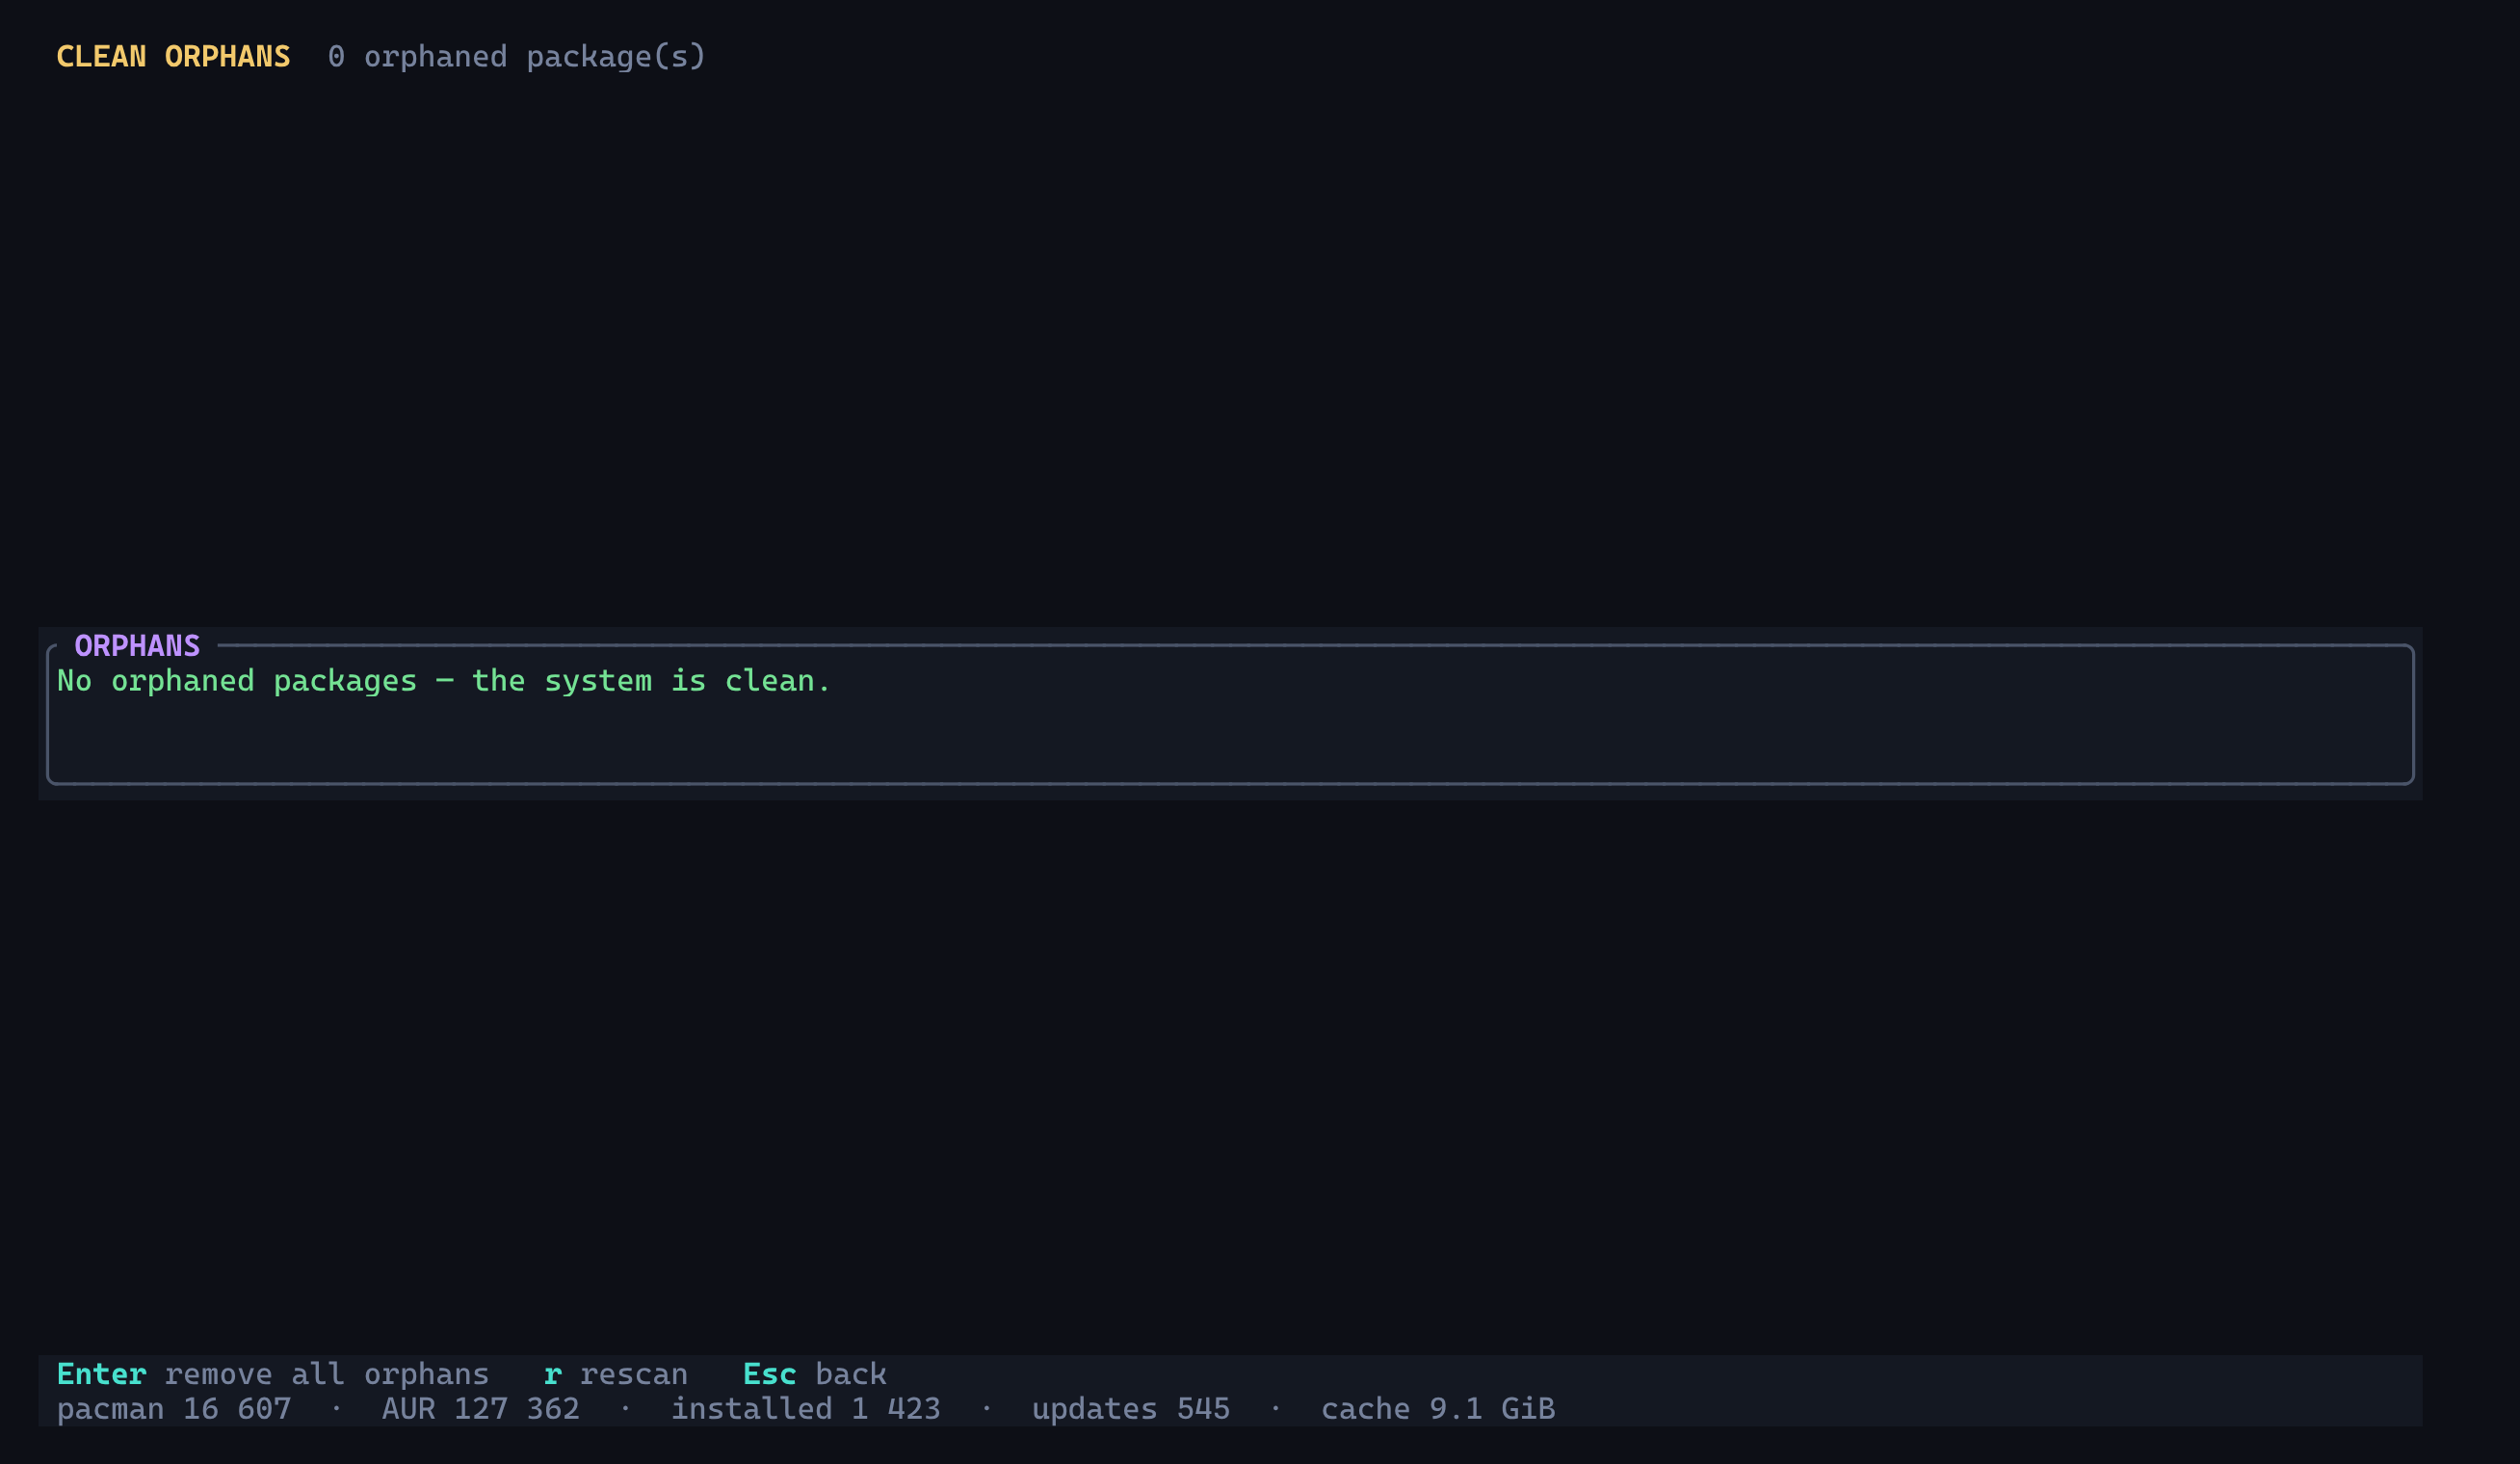 CLEAN ORPHANS 0 orphaned package(s)
ORPHANS
No orphaned packages — the system is clean.
Enter remove all orphans r rescan Esc back
pacman 16 607 · AUR 127 362 · installed 1 423 · updates 545 · cache 9.1 GiB